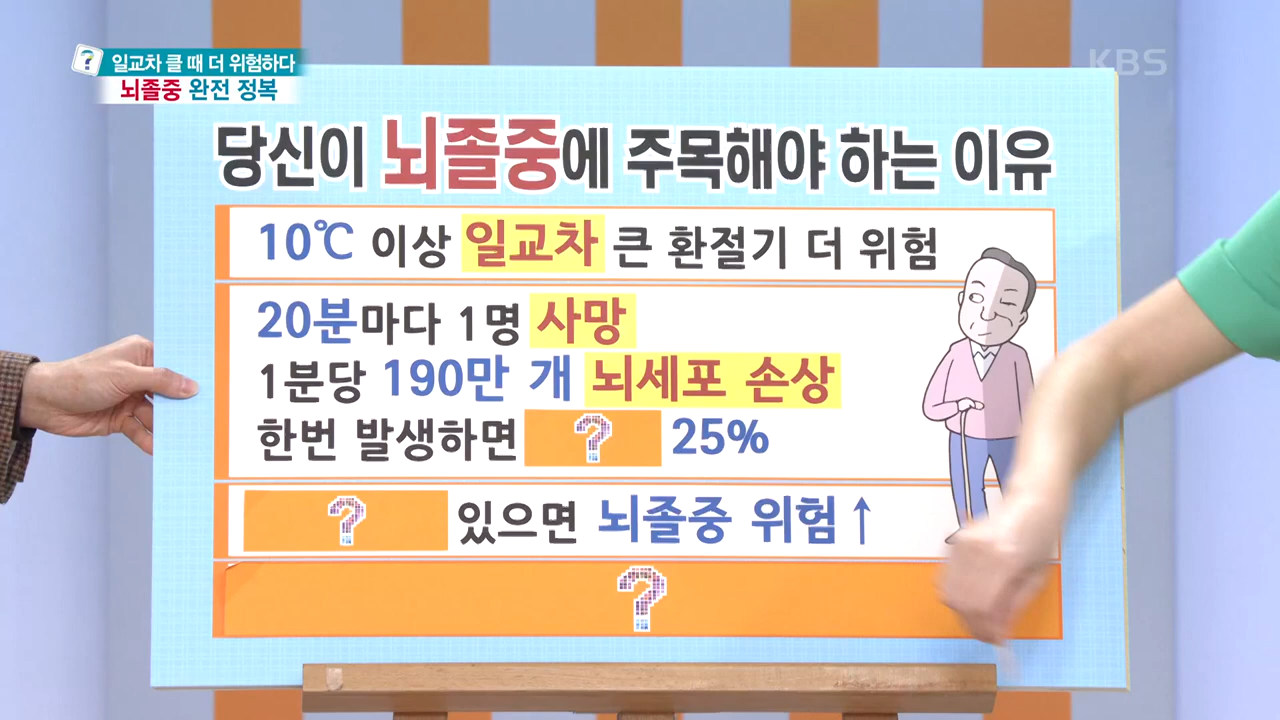 일교차 클 때 더 위험하다
뇌졸중 완전 정복
KBS
당신이 뇌졸중에 주목해야 하는 이유
10℃ 이상 일교차 큰 환절기 더 위험
20분마다 1명 사망
1분당 190만 개 뇌세포 손상
한번 발생하면 ? 25%
? 있으면 뇌졸중 위험↑
?